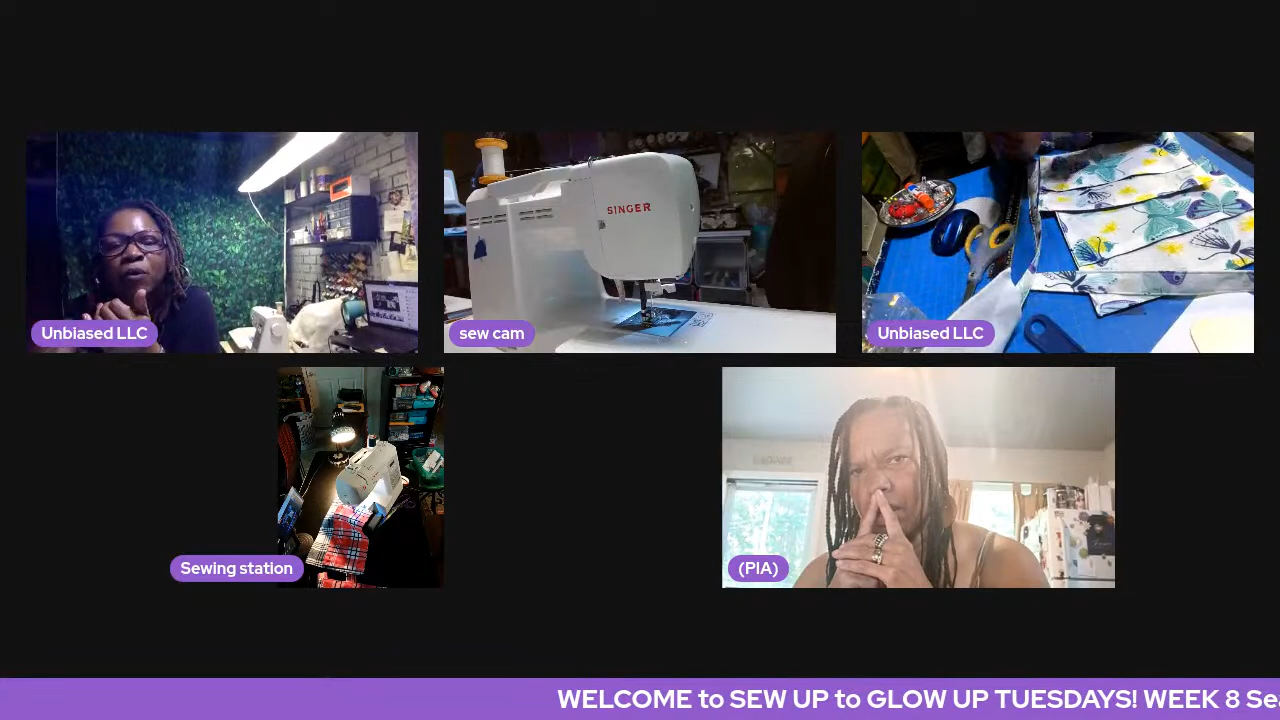 SINGER
Unbiased LLC
sew cam
Unbiased LLC
Sewing station
(PIA)
WELCOME to SEW UP to GLOW UP TUESDAYS! WEEK 8 Se